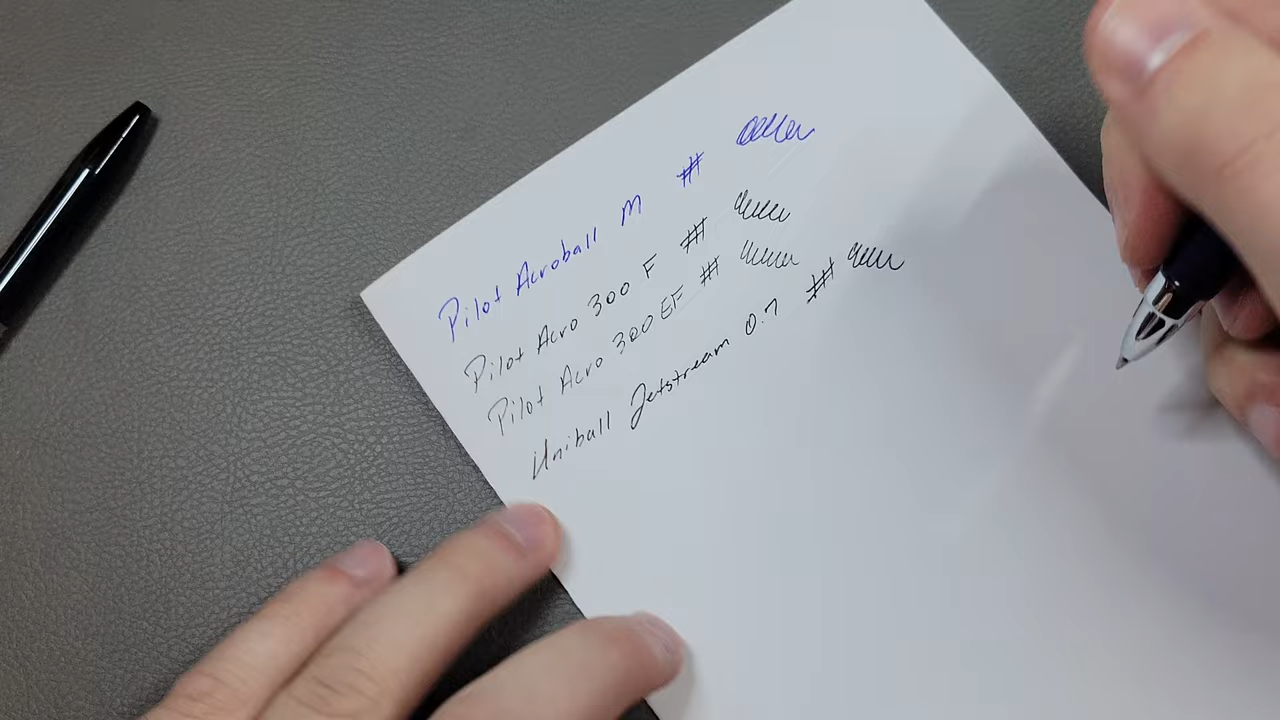 Pilot Acroball M #
Pilot Acro 300 F #
Pilot Acro 300 EF #
Uniball Jetstream 0.7 #